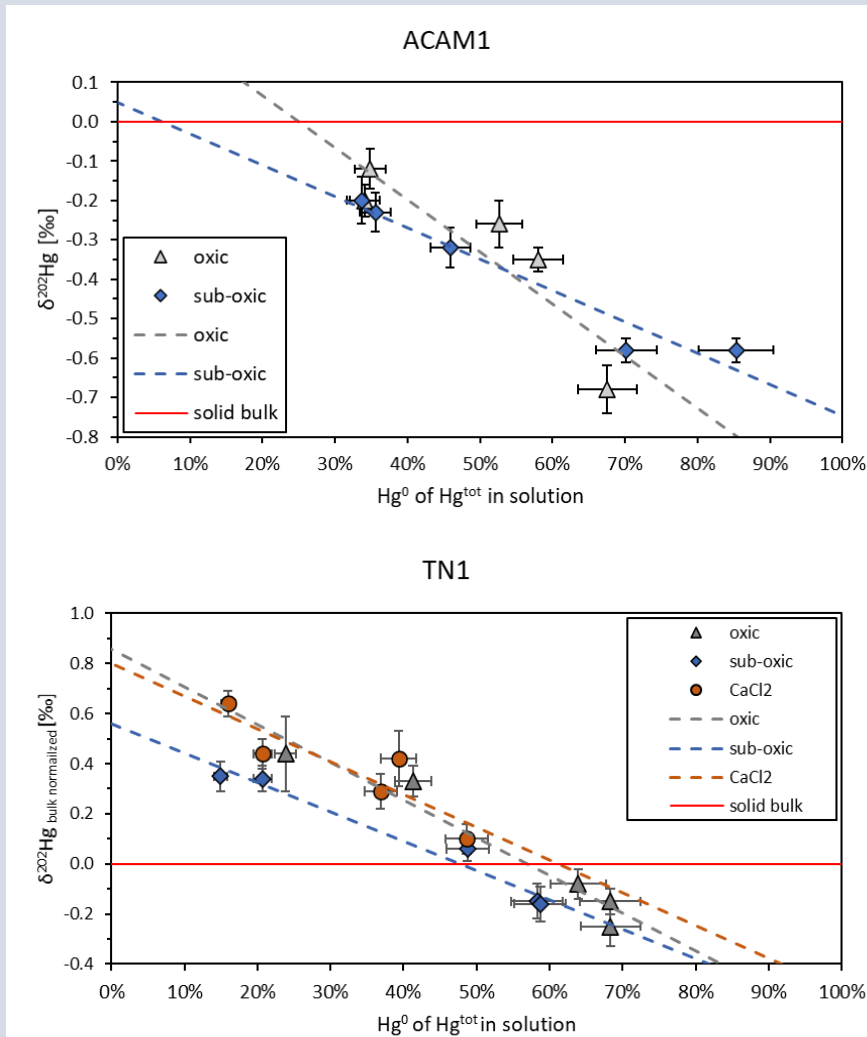 ACAM1
0.1
0.0
-0.1
-0.2
-0.3
-0.4
-0.5
-0.6
-0.7
-0.8
δ²⁰²Hg [‰]
oxic
sub-oxic
oxic
sub-oxic
solid bulk
0% 10% 20% 30% 40% 50% 60% 70% 80% 90% 100%
Hg⁰ of Hgᵗᵒᵗ in solution
TN1
1.0
0.8
0.6
0.4
0.2
0.0
-0.2
-0.4
δ²⁰²Hg bulk normailzed [‰]
oxic
sub-oxic
CaCl2
oxic
sub-oxic
CaCl2
solid bulk
0% 10% 20% 30% 40% 50% 60% 70% 80% 90% 100%
Hg⁰ of Hgᵗᵒᵗ in solution